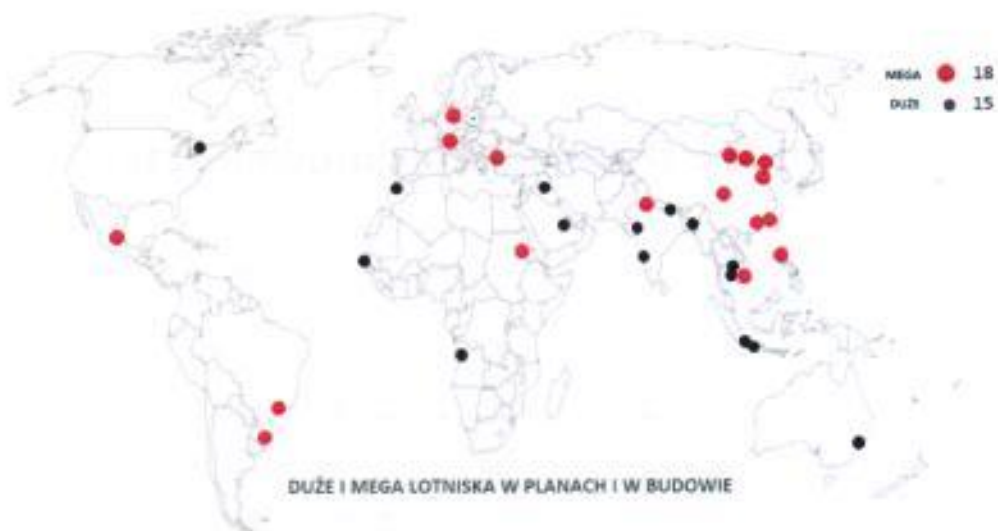 MEGA 18
DUŻE 15
DUŻE I MEGA LOTNISKA W PLANACH I W BUDOWIE